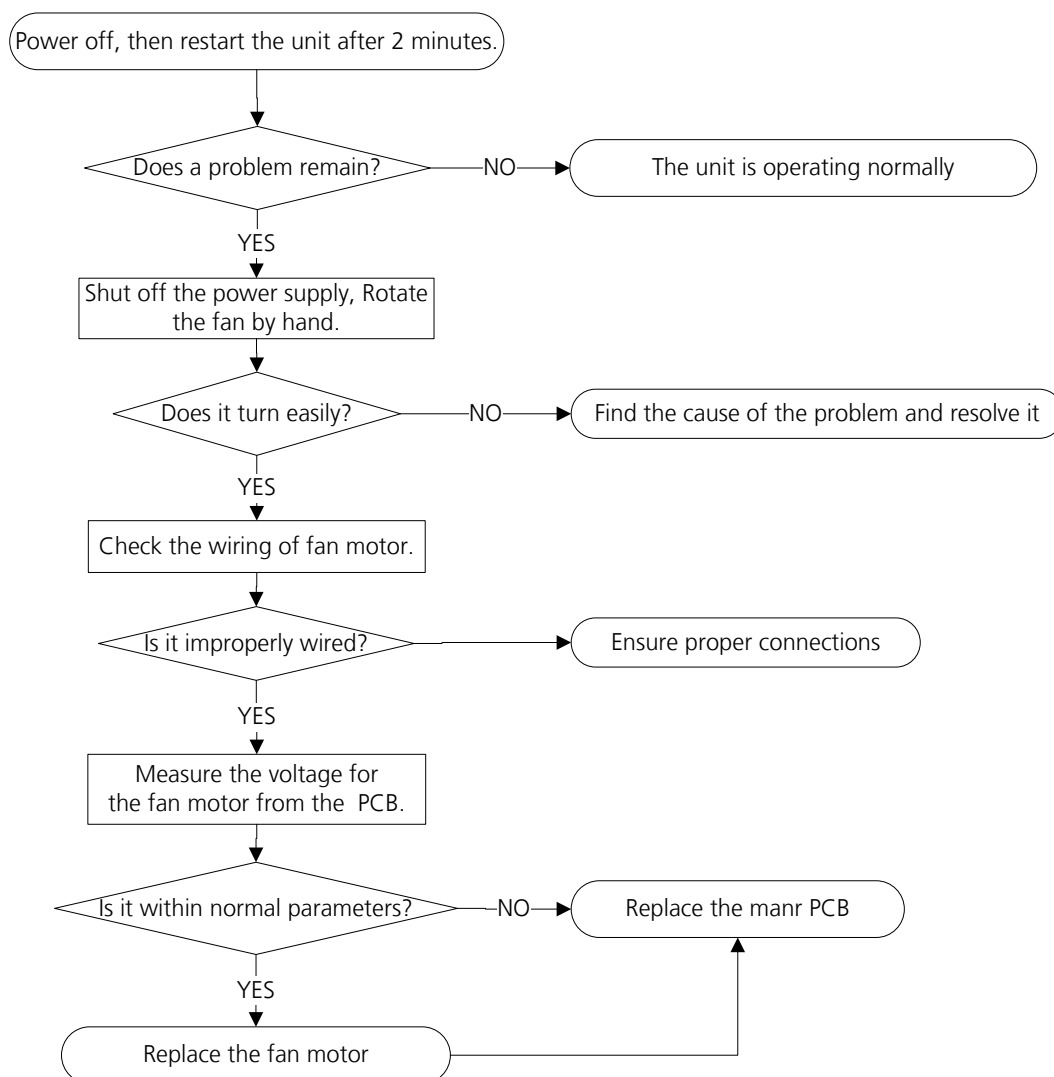 Power off, then restart the unit after 2 minutes.
Does a problem remain?
NO
The unit is operating normally
YES
Shut off the power supply, Rotate
the fan by hand.
Does it turn easily?
NO
Find the cause of the problem and resolve it
YES
Check the wiring of fan motor.
Is it improperly wired?
Ensure proper connections
YES
Measure the voltage for
the fan motor from the PCB.
Is it within normal parameters?
NO
Replace the manr PCB
YES
Replace the fan motor